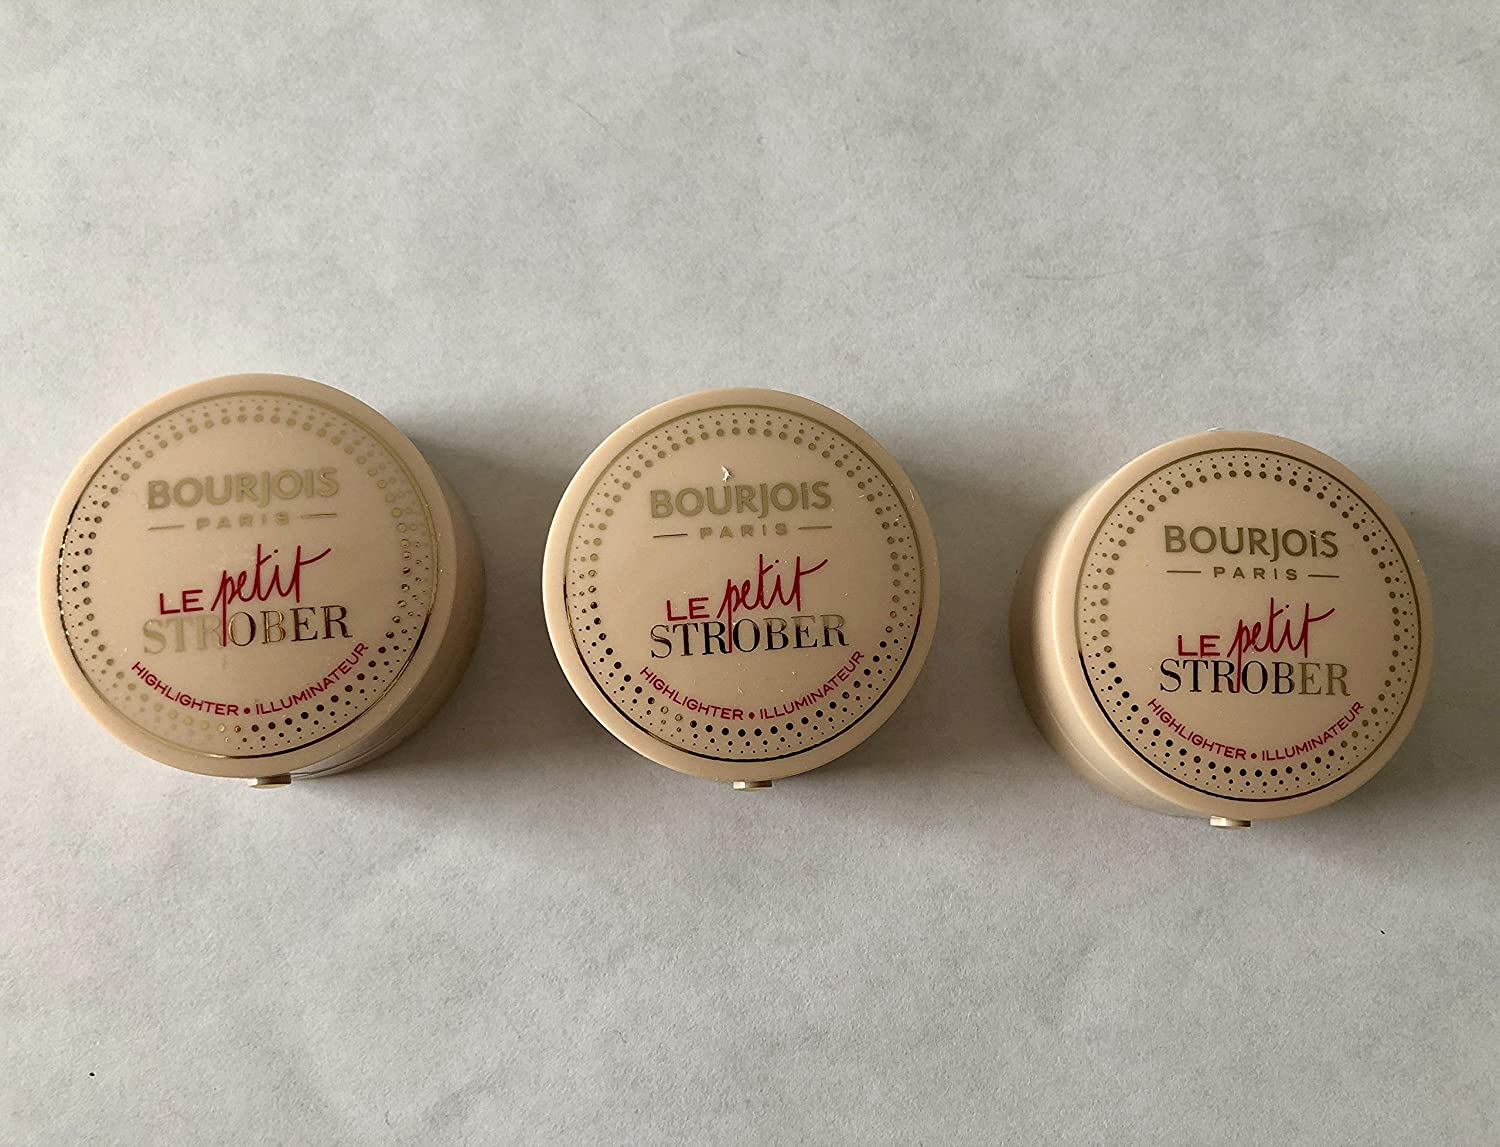 BOURJOIS
PARIS
LE petit
STROBER
HIGHLIGHTER • ILLUMINATEUR
BOURJOIS
PARIS
LE petit
STROBER
HIGHLIGHTER • ILLUMINATEUR
BOURJOIS
PARIS
LE petit
STROBER
HIGHLIGHTER • ILLUMINATEUR